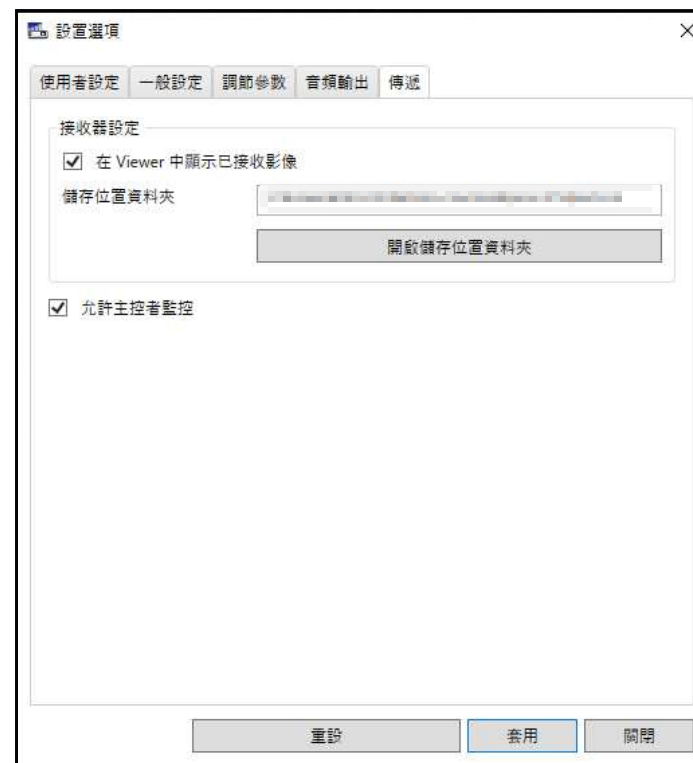 設置選項
使用者設定 一般設定 調節參數 音頻輸出 傳遞
接收器設定
在 Viewer 中顯示已接收影像
儲存位置資料夾
開啟儲存位置資料夾
允許主控者監控
重設 套用 關閉